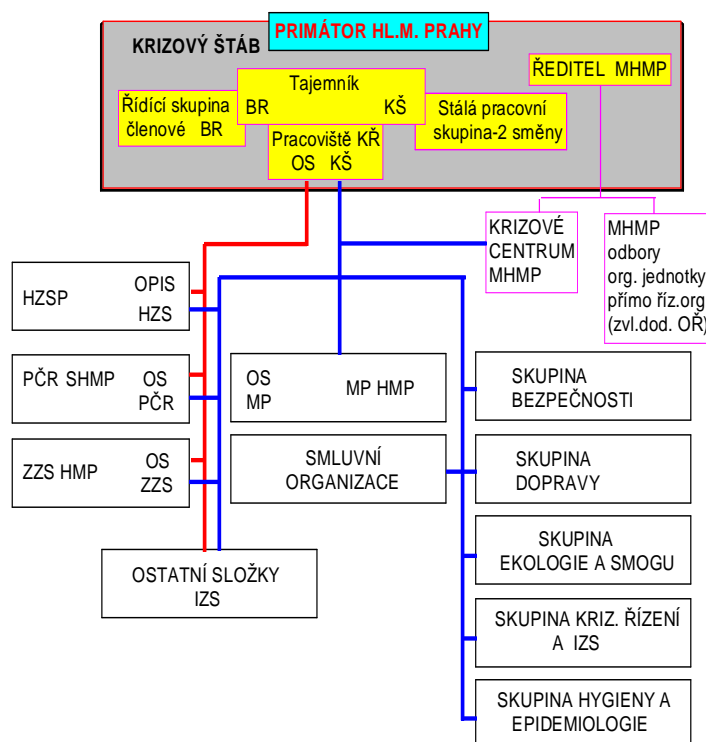 PRIMÁTOR HL.M. PRAHY
KRIZOVÝ ŠTÁB
ŘEDITEL MHMP
Tajemník
BR KŠ
Řídící skupina
členové BR
Stálá pracovní
skupina-2 směny
Pracoviště KŘ
OS KŠ
KRIZOVÉ
CENTRUM
MHMP
MHMP
odbory
org. jednotky
přímo říz.org
(zvl.dod. OŘ)
HZSP OPIS
HZS
PČR SHMP OS
PČR
ZZS HMP OS
ZZS
OS MP HMP
MP
SMLUVNÍ
ORGANIZACE
OSTATNÍ SLOŽKY
IZS
SKUPINA
BEZPEČNOSTI
SKUPINA
DOPRAVY
SKUPINA
EKOLOGIE A SMOGU
SKUPINA KRIZ. ŘÍZENÍ
A IZS
SKUPINA HYGIENY A
EPIDEMIOLOGIE